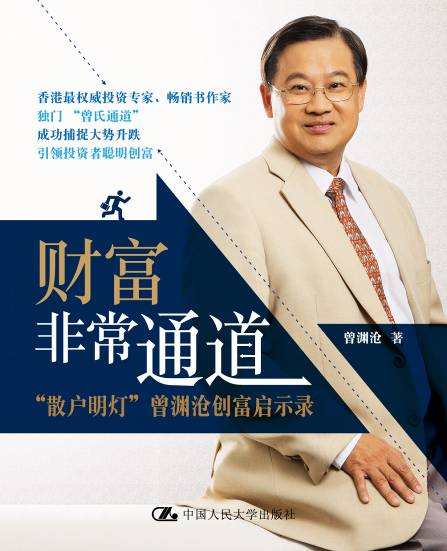 香港最权威投资专家、畅销书作家
独门 “曾氏通道”
成功捕捉大势升跌
引领投资者聪明创富
财富
非常通道
曾渊沧 著
“散户明灯”曾渊沧创富启示录
中国人民大学出版社